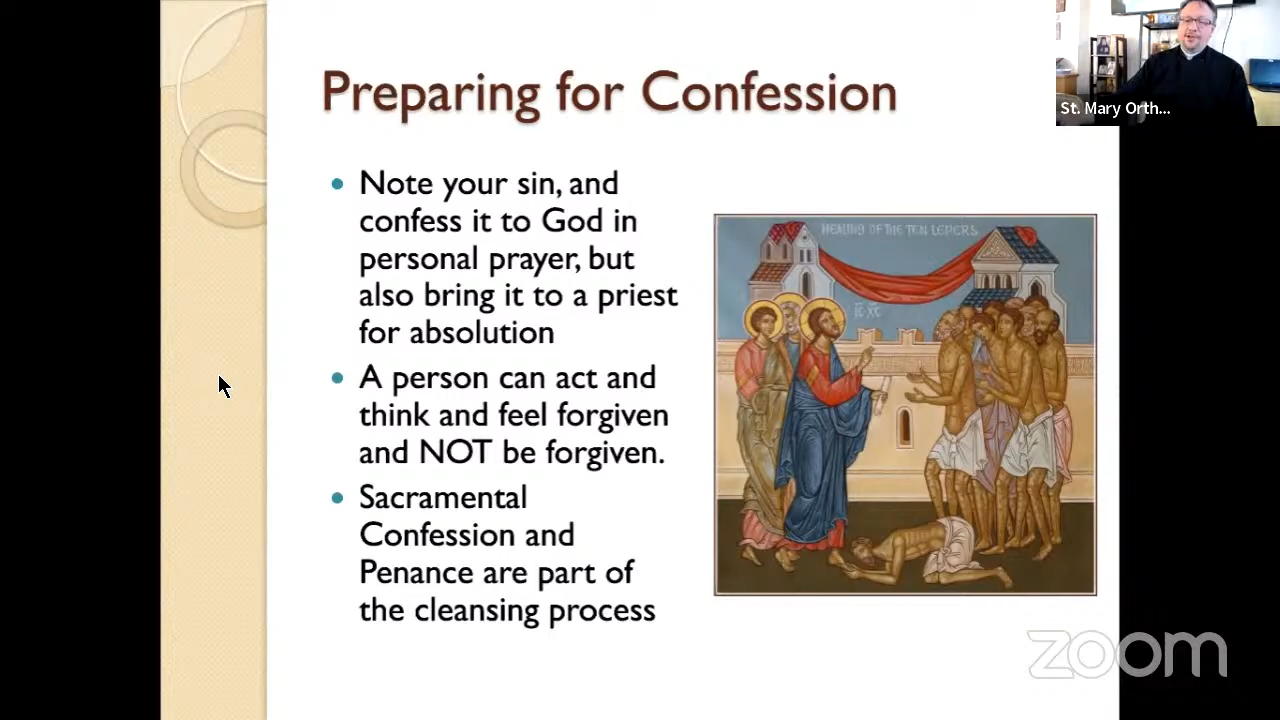 Preparing for Confession
St. Mary Orth...
• Note your sin, and
confess it to God in
personal prayer, but
also bring it to a priest
for absolution
• A person can act and
think and feel forgiven
and NOT be forgiven.
• Sacramental
Confession and
Penance are part of
the cleansing process
HEALING OF THE TEN LEPERS
IC XC
zoom